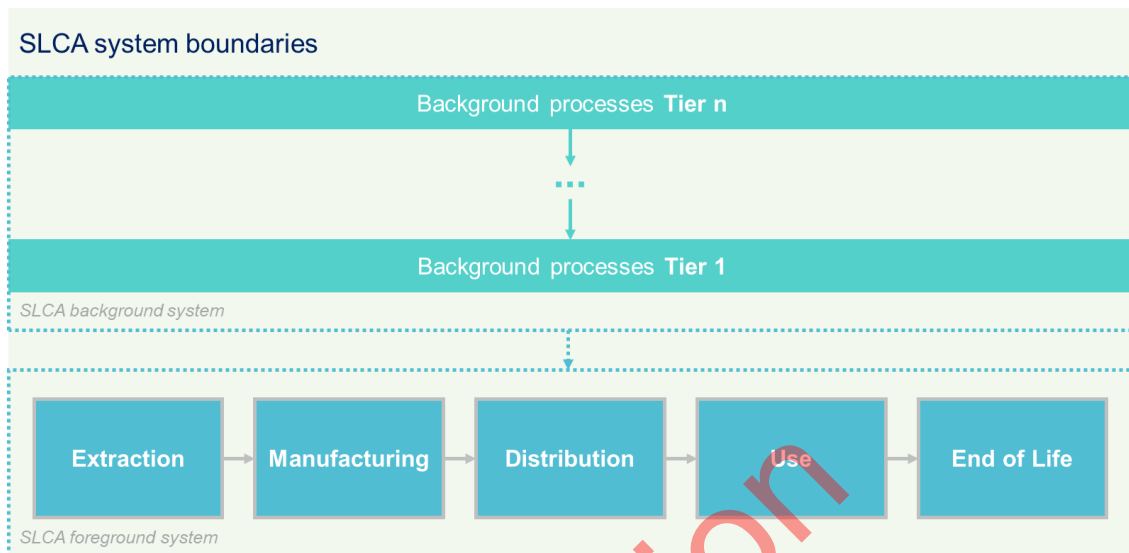 SLCA system boundaries
Background processes Tier n
...
Background processes Tier 1
SLCA background system
Extraction
Manufacturing
Distribution
Use
End of Life
SLCA foreground system